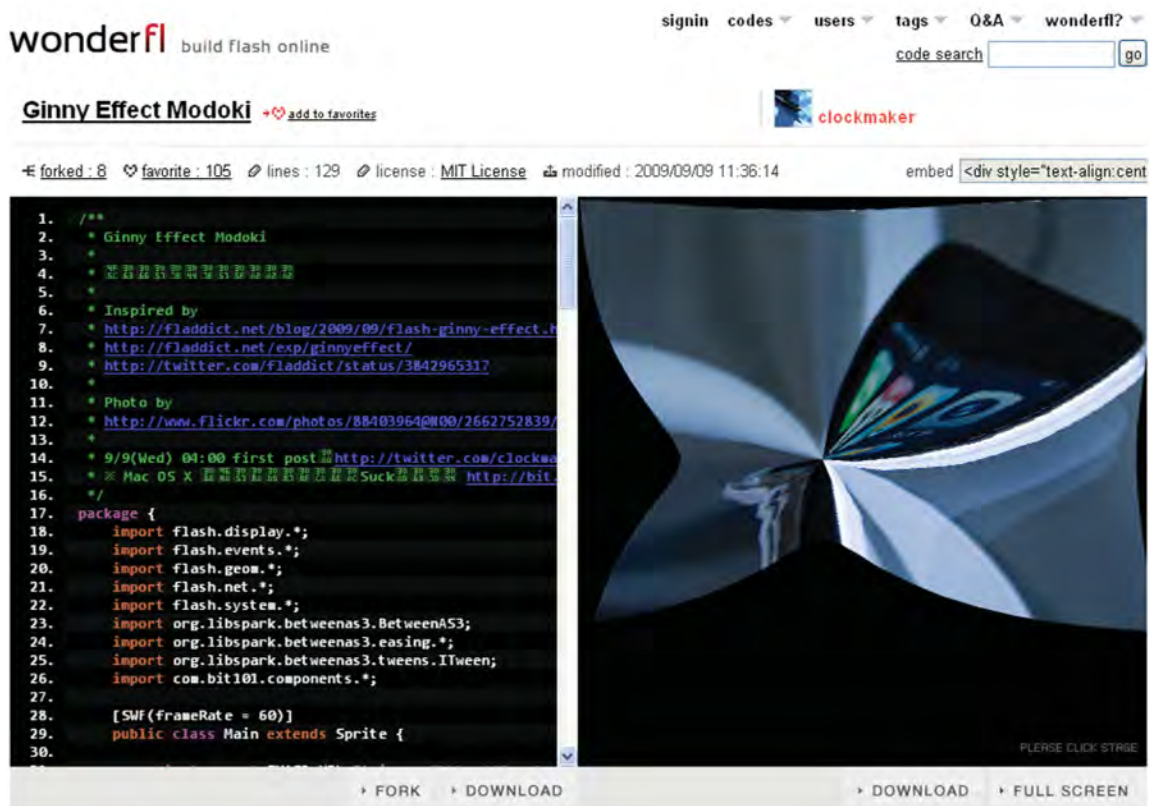 signin codes users tags Q&A wonderfl?
wonderfl build flash online
code search go
Ginny Effect Modoki add to favorites
clockmaker
forked : 8 favorite : 105 lines : 129 license : MIT License modified : 2009/09/09 11:36:14 embed <div style="text-align:cent
1. /**
2. * Ginny Effect Modoki
3. *
4. *
5. *
6. * Inspired by
7. * http://fladdict.net/blog/2009/09/flash-ginny-effect.h
8. * http://fladdict.net/exp/ginnyeffect/
9. * http://twitter.com/fladdict/status/3842965317
10. *
11. * Photo by
12. * http://www.flickr.com/photos/88403964@N00/2662752839/
13. *
14. * 9/9(Wed) 04:00 first post http://twitter.com/clockma
15. * ※ Mac OS X Suck http://bit.
16. */
17. package {
18. import flash.display.*;
19. import flash.events.*;
20. import flash.geom.*;
21. import flash.net.*;
22. import flash.system.*;
23. import org.libspark.betweenas3.BetweenAS3;
24. import org.libspark.betweenas3.easing.*;
25. import org.libspark.betweenas3.tweens.ITween;
26. import com.bit101.components.*;
27.
28. [SWF(frameRate = 60)]
29. public class Main extends Sprite {
30.
PLEASE CLICK STAGE
FORK DOWNLOAD DOWNLOAD FULL SCREEN